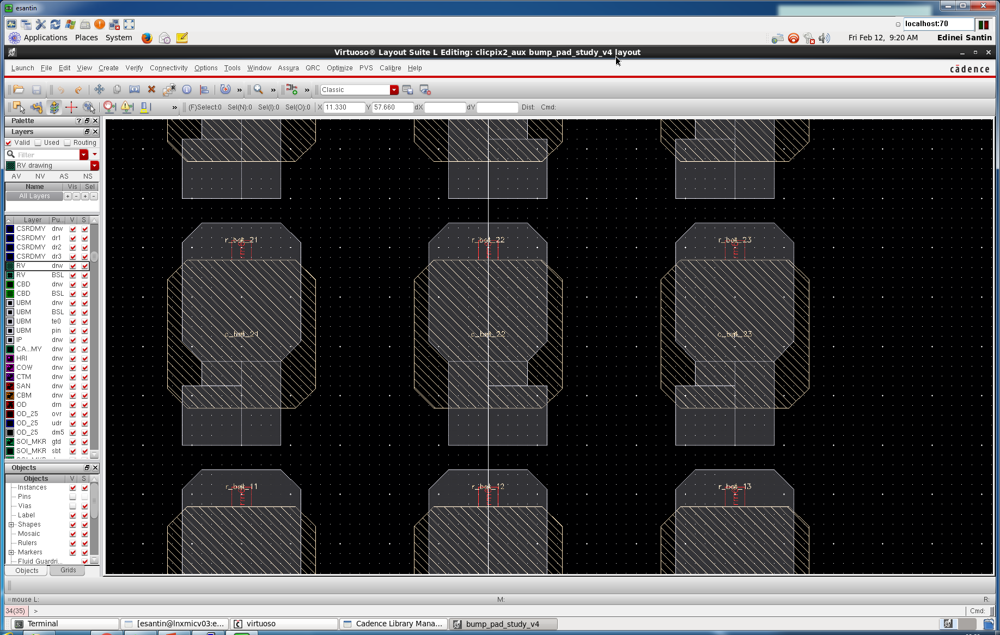 esantin
localhost:70
Applications Places System Fri Feb 12, 9:20 AM Edinei Santin
Virtuoso® Layout Suite L Editing: clicpix2_aux bump_pad_study_v4 layout
Launch File Edit View Create Verify Connectivity Options Tools Window Assura QRC Optimize PVS Calibre Help cādence
» » » Classic
» (F)Select:0 Sel(N):0 Sel(I):0 Sel(O):0 X 11.330 Y 57.660 dX dY Dist: Cmd:
Palette
Layers
Valid Used Routing
Filter
RV drawing
AV NV AS NS
Name Vis Sel
All Layers + - + -
Layer Pu... V S
CSRDMY drw
CSRDMY dr1
CSRDMY dr2
CSRDMY dr3
RV drw
RV BSL
CBD drw
CBD BSL
UBM drw
UBM BSL
UBM te0
UBM pin
IP drw
CA...MY drw
HRI drw
COW drw
CTM drw
SAN drw
CBM drw
OD drn
OD_25 ovr
OD_25 udr
OD_25 dm5
SOI_MKR gtd
SOI_MKR sbt
r_bot_21 r_bot_22 r_bot_23
c_bot_21 c_bot_22 c_bot_23
r_bot_11 r_bot_12 r_bot_13
Objects
Objects V S
Instances
Pins
Vias
Label
Shapes
Mosaic
Rulers
Markers
Fluid Guardri...
Objects Grids
mouse L: M: R:
34(35) > Cmd:
Terminal [esantin@lnxmicv03:e... virtuoso Cadence Library Mana... bump_pad_study_v4